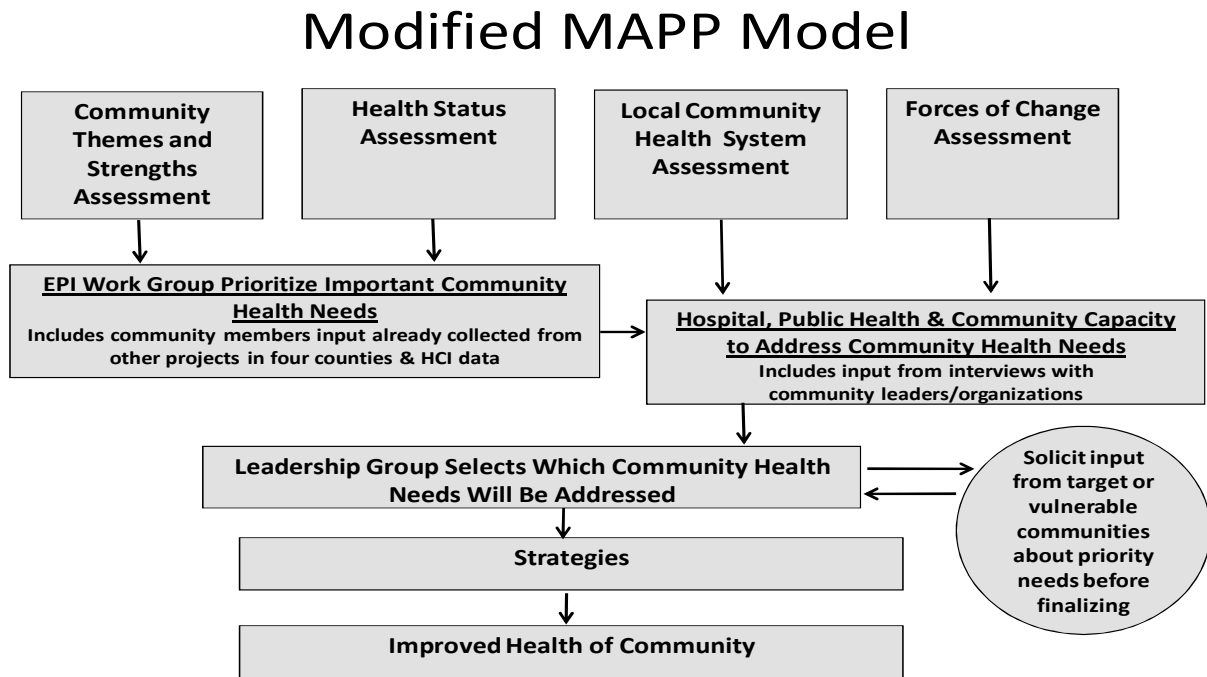 Modified MAPP Model
Community
Themes and
Strengths
Assessment
Health Status
Assessment
Local Community
Health System
Assessment
Forces of Change
Assessment
EPI Work Group Prioritize Important Community
Health Needs
Includes community members input already collected from
other projects in four counties & HCI data
Hospital, Public Health & Community Capacity
to Address Community Health Needs
Includes input from interviews with
community leaders/organizations
Leadership Group Selects Which Community Health
Needs Will Be Addressed
Solicit input
from target or
vulnerable
communities
about priority
needs before
finalizing
Strategies
Improved Health of Community